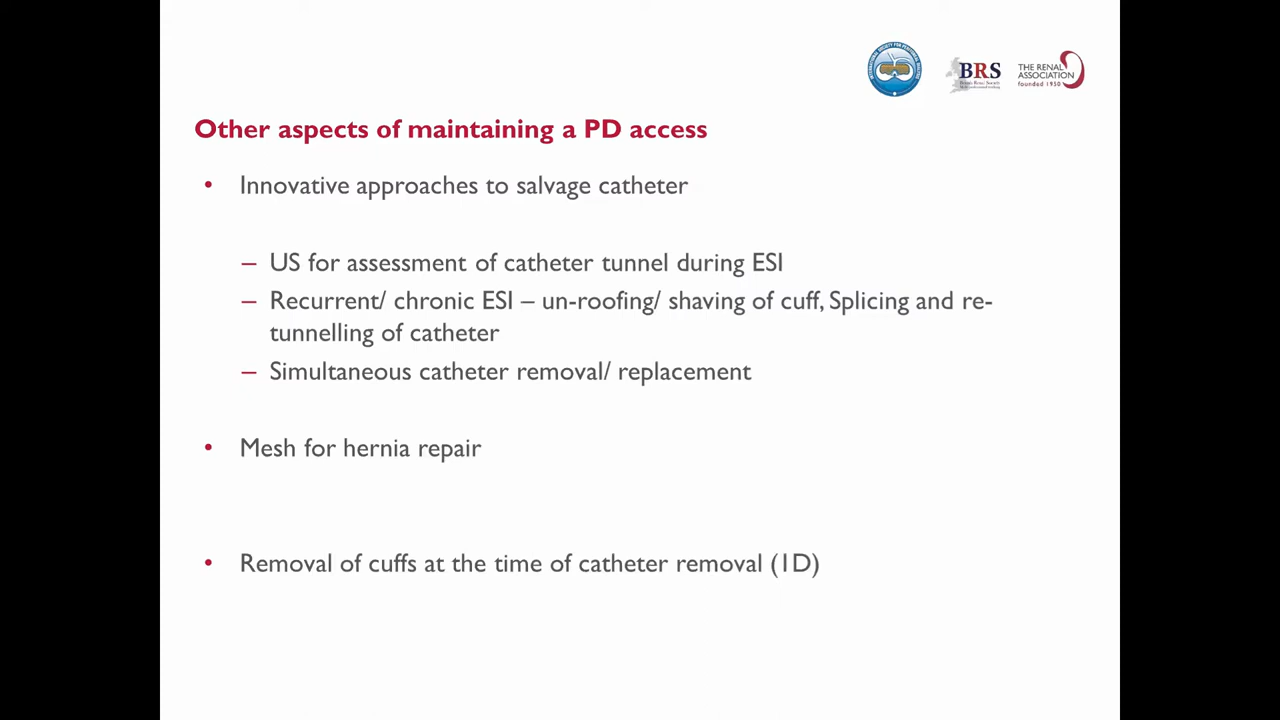 BRS
THE RENAL
ASSOCIATION
founded 1950
Other aspects of maintaining a PD access
• Innovative approaches to salvage catheter
– US for assessment of catheter tunnel during ESI
– Recurrent/ chronic ESI – un-roofing/ shaving of cuff, Splicing and re-
tunnelling of catheter
– Simultaneous catheter removal/ replacement
• Mesh for hernia repair
• Removal of cuffs at the time of catheter removal (1D)